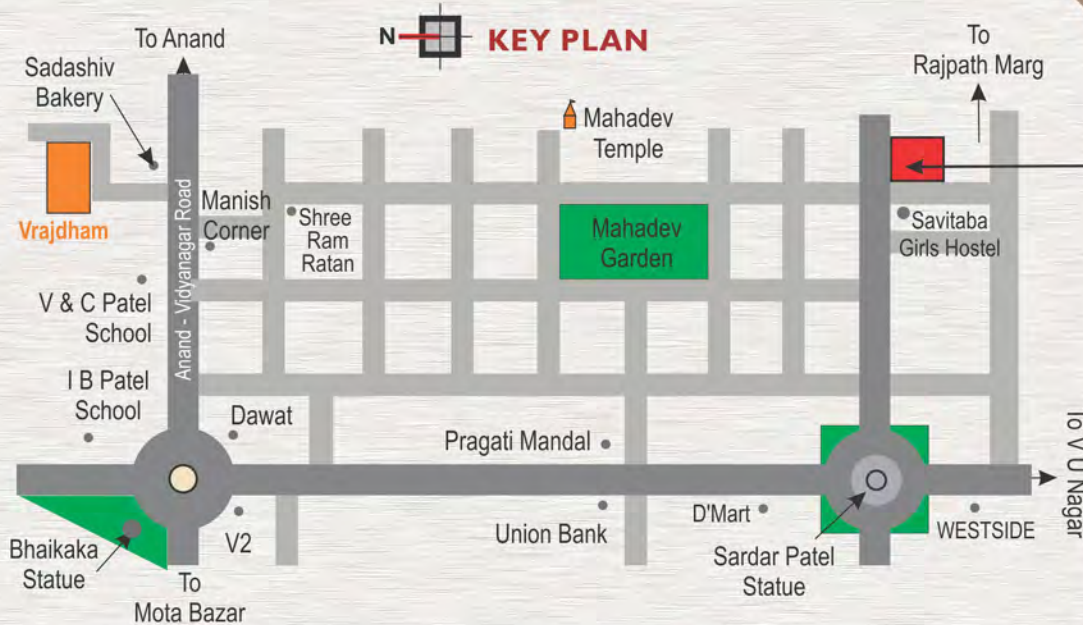 N
KEY PLAN
To Anand
To
Rajpath Marg
Sadashiv
Bakery
Mahadev
Temple
Vrajdham
Manish
Corner
Shree
Ram
Ratan
Mahadev
Garden
Savitaba
Girls Hostel
Anand - Vidyanagar Road
V & C Patel
School
I B Patel
School
Dawat
Pragati Mandal
To V U Nagar
Bhaikaka
Statue
V2
Union Bank
D'Mart
WESTSIDE
Sardar Patel
Statue
To
Mota Bazar